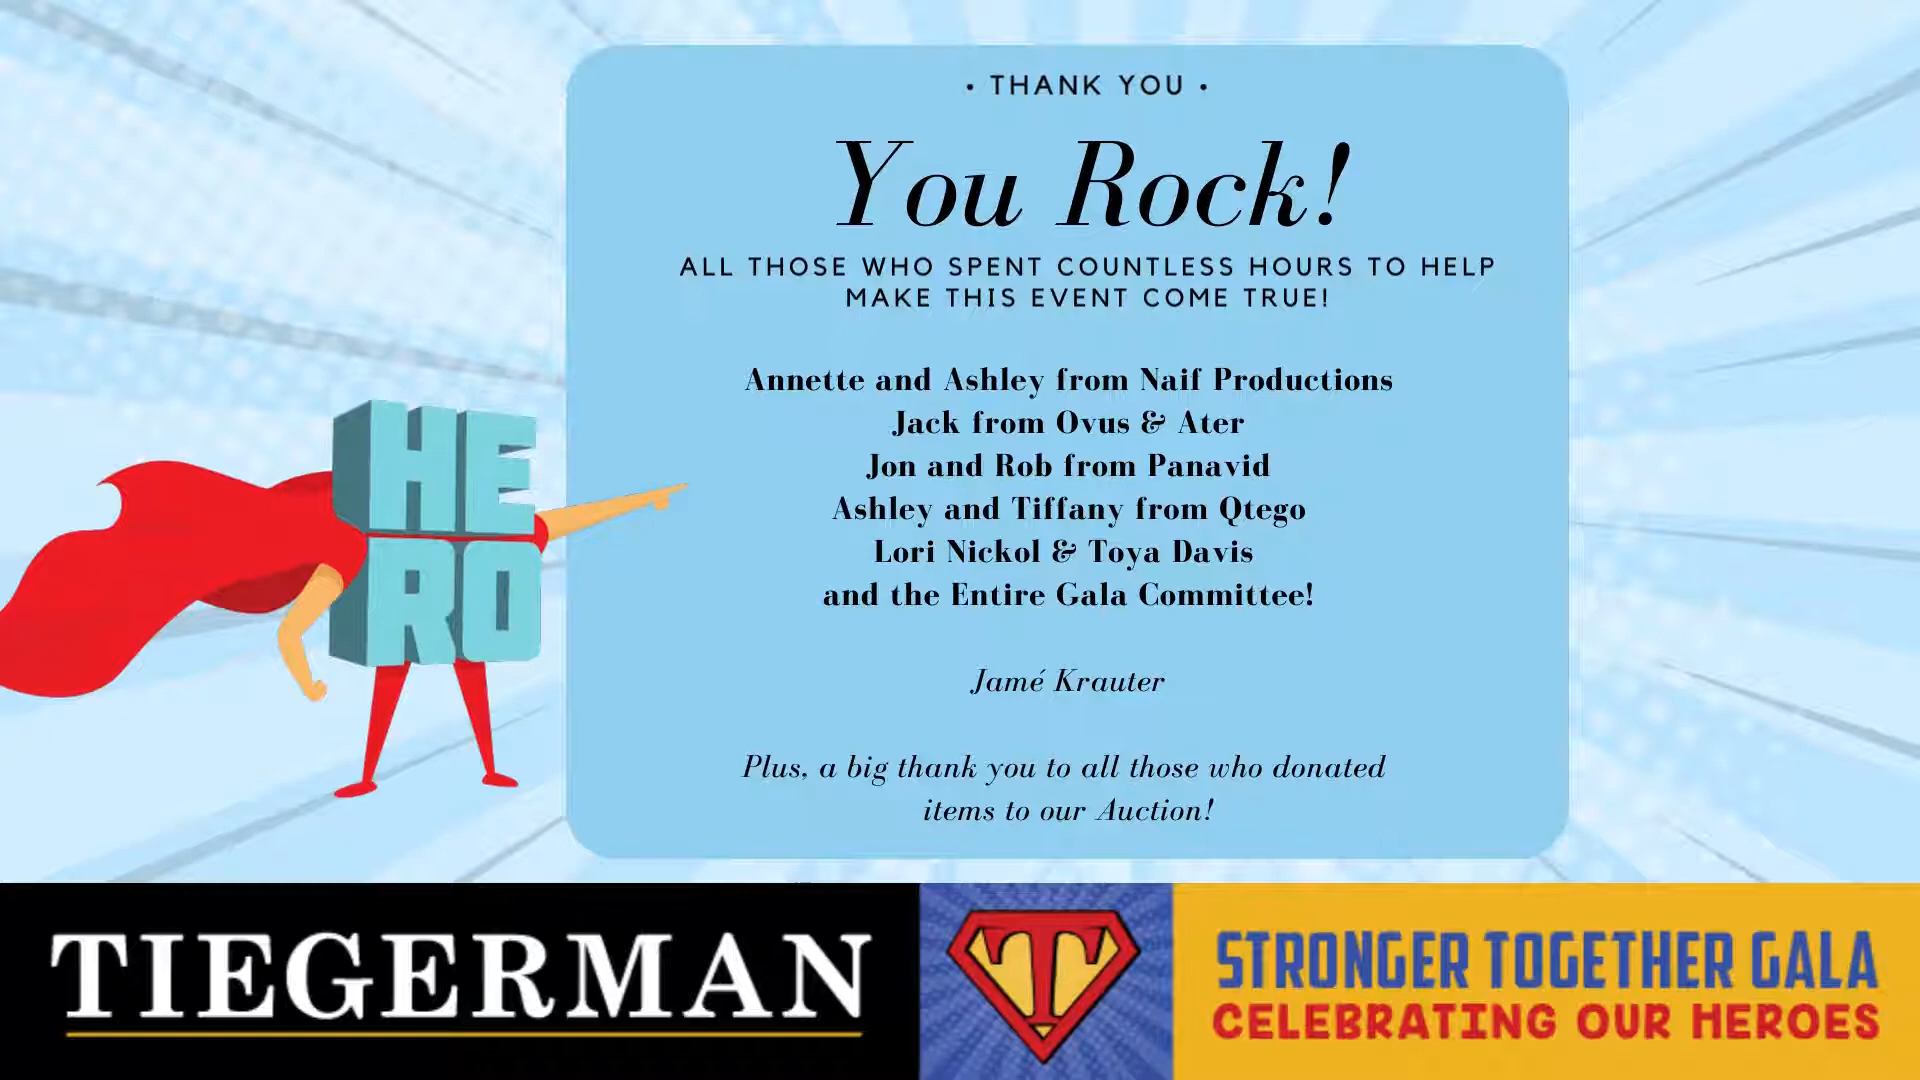 • THANK YOU •
You Rock!
ALL THOSE WHO SPENT COUNTLESS HOURS TO HELP
MAKE THIS EVENT COME TRUE!
Annette and Ashley from Naif Productions
Jack from Ovus & Ater
Jon and Rob from Panavid
Ashley and Tiffany from Qtego
Lori Nickol & Toya Davis
and the Entire Gala Committee!
Jamé Krauter
Plus, a big thank you to all those who donated
items to our Auction!
HE
RO
TIEGERMAN
T
STRONGER TOGETHER GALA
CELEBRATING OUR HEROES